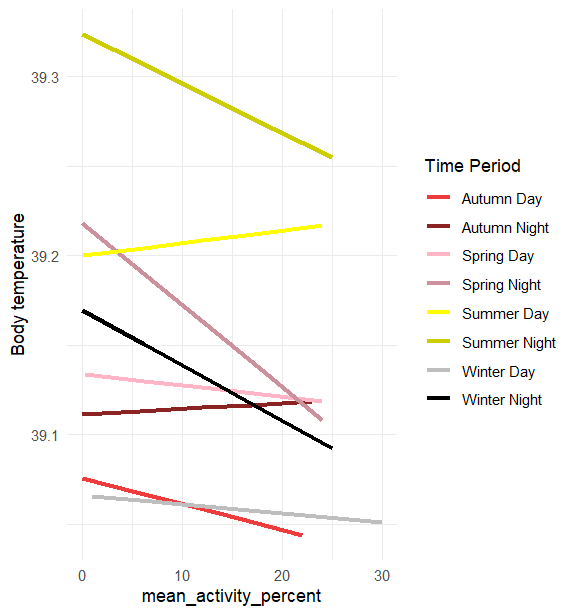 39.3
39.2
39.1
Body temperature
0
10
20
30
mean_activity_percent
Time Period
Autumn Day
Autumn Night
Spring Day
Spring Night
Summer Day
Summer Night
Winter Day
Winter Night